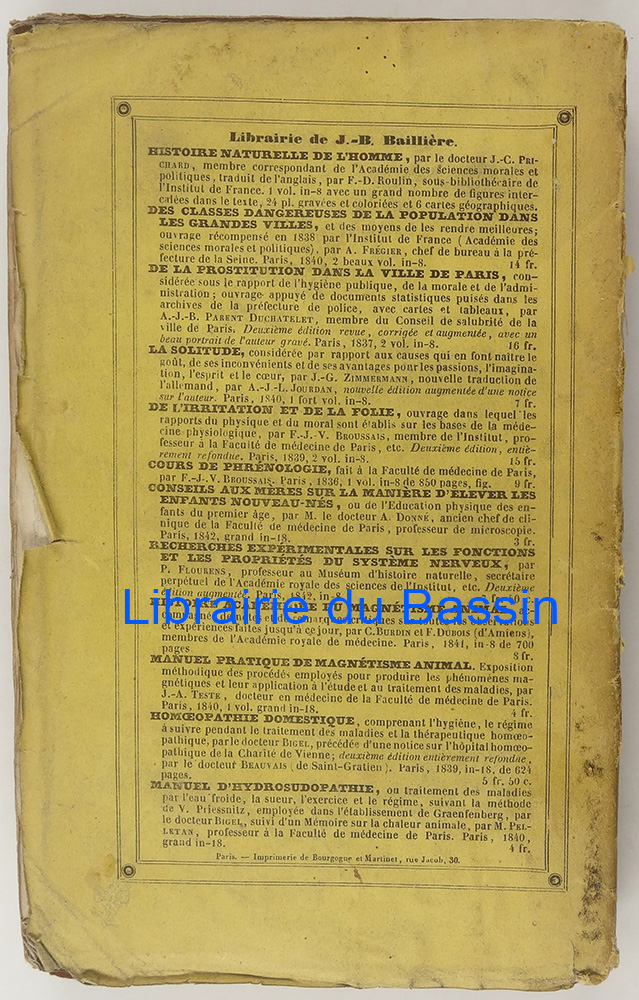 Librairie de J.-B. Baillière.
HISTOIRE NATURELLE DE L'HOMME, par le docteur J.-C. PRI-
CHARD, membre correspondant de l'Académie des sciences morales et
politiques, traduit de l'anglais, par F.-D. Roulin, sous-bibliothécaire de
l'Institut de France. 1 vol. in-8 avec un grand nombre de figures inter-
calées dans le texte, 24 pl. gravées et coloriées et 6 cartes géographiques.
DES CLASSES DANGEREUSES DE LA POPULATION DANS
LES GRANDES VILLES, et des moyens de les rendre meilleures;
ouvrage récompensé en 1838 par l'Institut de France (Académie des
sciences morales et politiques), par A. FRÉGIER, chef de bureau à la pré-
fecture de la Seine. Paris, 1840, 2 beaux vol. in-8. 14 fr.
DE LA PROSTITUTION DANS LA VILLE DE PARIS, con-
sidérée sous le rapport de l'hygiène publique, de la morale et de l'admi-
nistration; ouvrage appuyé de documents statistiques puisés dans les
archives de la préfecture de police, avec cartes et tableaux, par
A.-J.-B. PARENT DUCHATELET, membre du Conseil de salubrité de la
ville de Paris. Deuxième édition revue, corrigée et augmentée, avec un
beau portrait de l'auteur gravé. Paris, 1837, 2 vol. in-8. 16 fr.
LA SOLITUDE, considérée par rapport aux causes qui en font naître le
goût, de ses inconvénients et de ses avantages pour les passions, l'imagina-
tion, l'esprit et le cœur, par J.-G. ZIMMERMANN, nouvelle traduction de
l'allemand, par A.-J-L. JOURDAN, nouvelle édition augmentée d'une notice
sur l'auteur. Paris, 1840, 1 fort vol. in-8. 7 fr.
DE L'IRRITATION ET DE LA FOLIE, ouvrage dans lequel les
rapports du physique et du moral sont établis sur les bases de la méde-
cine physiologique, par F.-J.-V. BROUSSAIS, membre de l'Institut, pro-
fesseur à la Faculté de médecine de Paris, etc. Deuxième édition, entiè-
rement refondue. Paris, 1839, 2 vol. in-8. 15 fr.
COURS DE PHRÉNOLOGIE, fait à la Faculté de médecine de Paris,
par F.-J.-V. BROUSSAIS. Paris, 1836, 1 vol. in-8 de 850 pages, fig. 9 fr.
CONSEILS AUX MÈRES SUR LA MANIÈRE D'ELEVER LES
ENFANTS NOUVEAU-NÉS, ou de l'Education physique des en-
fants du premier âge, par M. le docteur A. DONNÉ, ancien chef de cli-
nique de la Faculté de médecine de Paris, professeur de microscopie.
Paris, 1842, grand in-18. 3 fr.
RECHERCHES EXPÉRIMENTALES SUR LES FONCTIONS
ET LES PROPRIÉTÉS DU SYSTÈME NERVEUX, par
P. FLOURENS, professeur au Muséum d'histoire naturelle, secrétaire
perpétuel de l'Académie royale des sciences de l'Institut, etc. Deuxième
édition augmentée. Paris, 1842, in-8.
Librairie du Bassin
DU MAGNÉTISME ANIMAL
et expériences faites jusqu'à ce jour, par C. BURDIN et F. DUBOIS (d'Amiens),
membres de l'Académie royale de médecine. Paris, 1841, in-8 de 700
pages. 8 fr.
MANUEL PRATIQUE DE MAGNÉTISME ANIMAL. Exposition
méthodique des procédés employés pour produire les phénomènes ma-
gnétiques et leur application à l'étude et au traitement des maladies, par
J.-A. TESTE, docteur en médecine de la Faculté de médecine de Paris.
Paris, 1840, 1 vol. grand in-18. 4 fr.
HOMŒOPATHIE DOMESTIQUE, comprenant l'hygiène, le régime
à suivre pendant le traitement des maladies et la thérapeutique homœo-
pathique, par le docteur BIGEL, précédée d'une notice sur l'hôpital homœo-
pathique de la Charité de Vienne; deuxième édition entièrement refondue,
par le docteur BEAUVAIS (de Saint-Gratien). Paris, 1839, in-18. de 624
pages. 5 fr. 50 c.
MANUEL D'HYDROSUDOPATHIE, ou traitement des maladies
par l'eau froide, la sueur, l'exercice et le régime, suivant la méthode
de V. Priessnitz, employée dans l'établissement de Graefenberg, par
le docteur BIGEL, suivi d'un Mémoire sur la chaleur animale, par M. PEL-
LETAN, professeur à la Faculté de médecine de Paris. Paris, 1840,
grand in-18. 4 fr.
Paris. — Imprimerie de Bourgogne et Martinet, rue Jacob, 30.